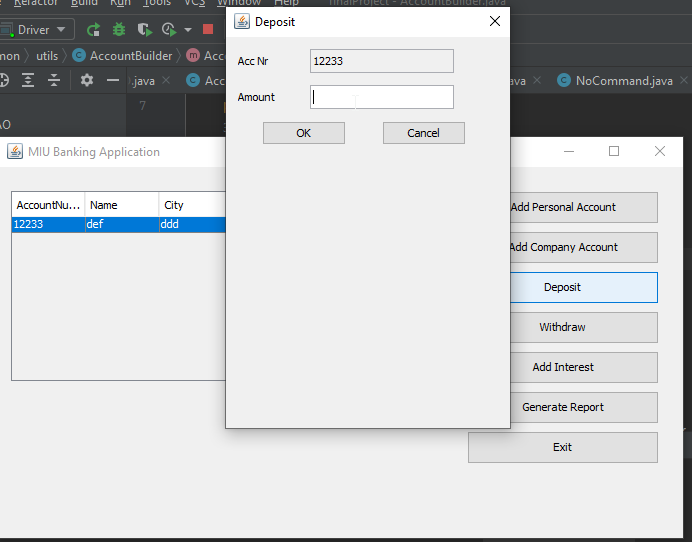 Refactor Build Run Tools VCS Window Help finalProject - AccountBuilder.java
Driver
mon utils AccountBuilder Acc
.java Acc ava NoCommand.java
7
AO
Deposit
Acc Nr 12233
Amount
OK Cancel
MIU Banking Application
AccountNu... Name City
12233 def ddd
Add Personal Account
Add Company Account
Deposit
Withdraw
Add Interest
Generate Report
Exit